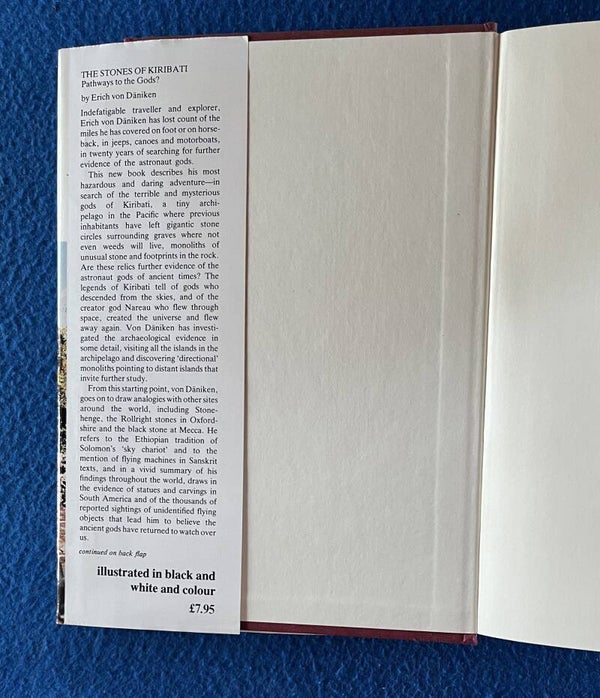 THE STONES OF KIRIBATI
Pathways to the Gods?
by Erich von Däniken
Indefatigable traveller and explorer,
Erich von Däniken has lost count of the
miles he has covered on foot or on horse-
back, in jeeps, canoes and motorboats,
in twenty years of searching for further
evidence of the astronaut gods.
This new book describes his most
hazardous and daring adventure—in
search of the terrible and mysterious
gods of Kiribati, a tiny archi-
pelago in the Pacific where previous
inhabitants have left gigantic stone
circles surrounding graves where not
even weeds will live, monoliths of
unusual stone and footprints in the rock.
Are these relics further evidence of the
astronaut gods of ancient times? The
legends of Kiribati tell of gods who
descended from the skies, and of the
creator god Nareau who flew through
space, created the universe and flew
away again. Von Däniken has investi-
gated the archaeological evidence in
some detail, visiting all the islands in the
archipelago and discovering 'directional'
monoliths pointing to distant islands that
invite further study.
From this starting point, von Däniken,
goes on to draw analogies with other sites
around the world, including Stone-
henge, the Rollright stones in Oxford-
shire and the black stone at Mecca. He
refers to the Ethiopian tradition of
Solomon's 'sky chariot' and to the
mention of flying machines in Sanskrit
texts, and in a vivid summary of his
findings throughout the world, draws in
the evidence of statues and carvings in
South America and of the thousands of
reported sightings of unidentified flying
objects that lead him to believe the
ancient gods have returned to watch over
us.
continued on back flap
illustrated in black and
white and colour
£7.95